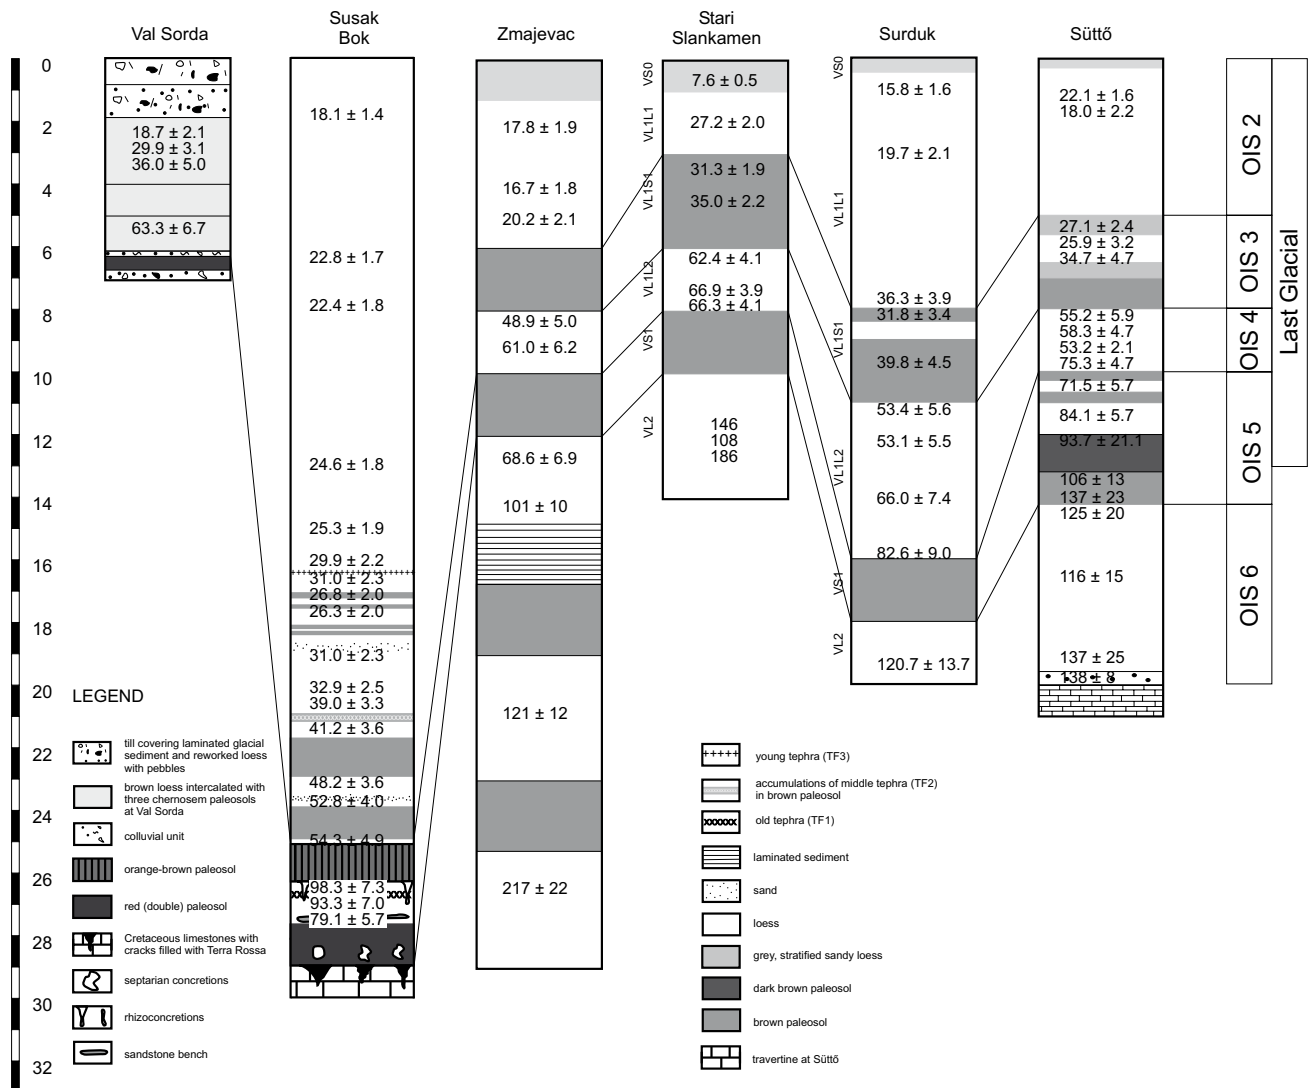 Val Sorda
Susak
Bok
Zmajevac
Stari
Slankamen
Surduk
Süttő
0
2
4
6
8
10
12
14
16
18
20
22
24
26
28
30
32
18.7 ± 2.1
29.9 ± 3.1
36.0 ± 5.0
63.3 ± 6.7
18.1 ± 1.4
22.8 ± 1.7
22.4 ± 1.8
24.6 ± 1.8
25.3 ± 1.9
29.9 ± 2.2
31.0 ± 2.3
26.8 ± 2.0
26.3 ± 2.0
31.0 ± 2.3
32.9 ± 2.5
39.0 ± 3.3
41.2 ± 3.6
48.2 ± 3.6
52.8 ± 4.0
54.3 ± 4.9
98.3 ± 7.3
93.3 ± 7.0
79.1 ± 5.7
17.8 ± 1.9
16.7 ± 1.8
20.2 ± 2.1
48.9 ± 5.0
61.0 ± 6.2
68.6 ± 6.9
101 ± 10
121 ± 12
217 ± 22
VS0
VL1L1
VL1S1
VL1L2
VS1
VL2
7.6 ± 0.5
27.2 ± 2.0
31.3 ± 1.9
35.0 ± 2.2
62.4 ± 4.1
66.9 ± 3.9
66.3 ± 4.1
146
108
186
VS0
VL1L1
VL1S1
VL1L2
VS1
VL2
15.8 ± 1.6
19.7 ± 2.1
36.3 ± 3.9
31.8 ± 3.4
39.8 ± 4.5
53.4 ± 5.6
53.1 ± 5.5
66.0 ± 7.4
82.6 ± 9.0
120.7 ± 13.7
22.1 ± 1.6
18.0 ± 2.2
27.1 ± 2.4
25.9 ± 3.2
34.7 ± 4.7
55.2 ± 5.9
58.3 ± 4.7
53.2 ± 2.1
75.3 ± 4.7
71.5 ± 5.7
84.1 ± 5.7
93.7 ± 21.1
106 ± 13
137 ± 23
125 ± 20
116 ± 15
137 ± 25
138 ± 8
OIS 2
OIS 3
OIS 4
OIS 5
OIS 6
Last Glacial
LEGEND
till covering laminated glacial
sediment and reworked loess
with pebbles
brown loess intercalated with
three chernosem paleosols
at Val Sorda
colluvial unit
orange-brown paleosol
red (double) paleosol
Cretaceous limestones with
cracks filled with Terra Rossa
septarian concretions
rhizoconcretions
sandstone bench
young tephra (TF3)
accumulations of middle tephra (TF2)
in brown paleosol
old tephra (TF1)
laminated sediment
sand
loess
grey, stratified sandy loess
dark brown paleosol
brown paleosol
travertine at Süttő